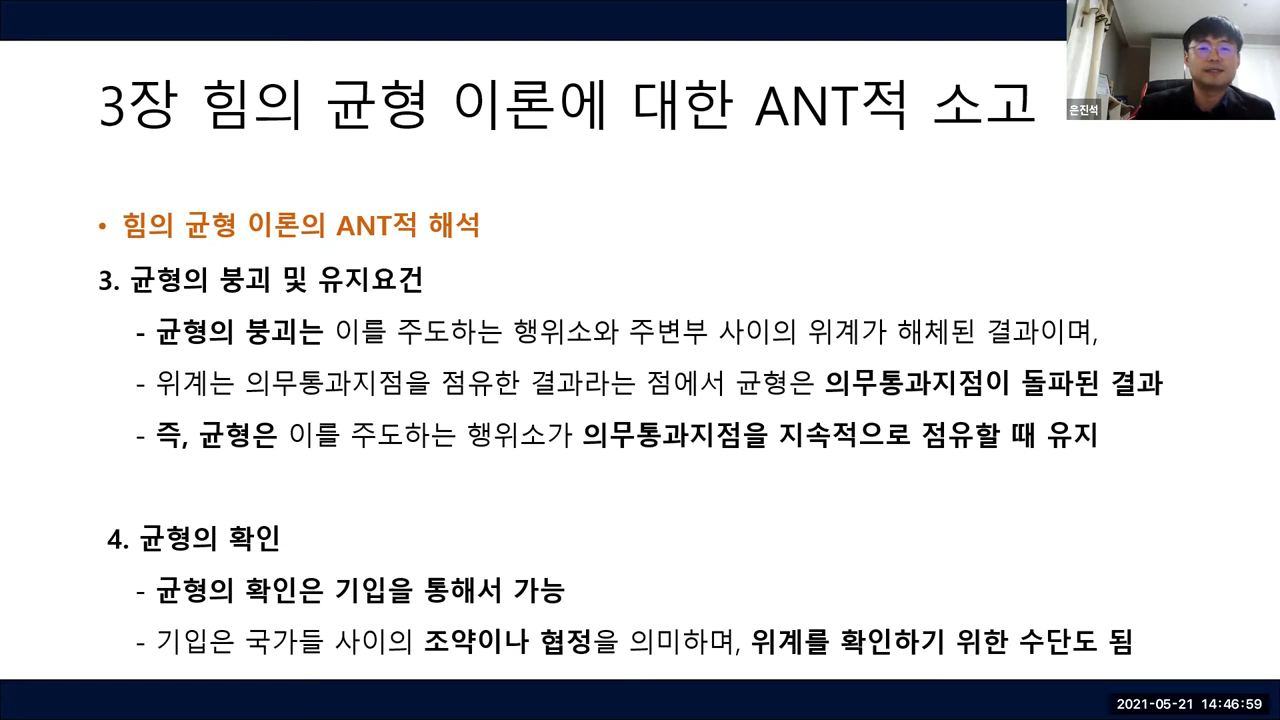 3장 힘의 균형 이론에 대한 ANT적 소고
은진석
• 힘의 균형 이론의 ANT적 해석
3. 균형의 붕괴 및 유지요건
- 균형의 붕괴는 이를 주도하는 행위소와 주변부 사이의 위계가 해체된 결과이며,
- 위계는 의무통과지점을 점유한 결과라는 점에서 균형은 의무통과지점이 돌파된 결과
- 즉, 균형은 이를 주도하는 행위소가 의무통과지점을 지속적으로 점유할 때 유지
4. 균형의 확인
- 균형의 확인은 기입을 통해서 가능
- 기입은 국가들 사이의 조약이나 협정을 의미하며, 위계를 확인하기 위한 수단도 됨
2021-05-21 14:46:59